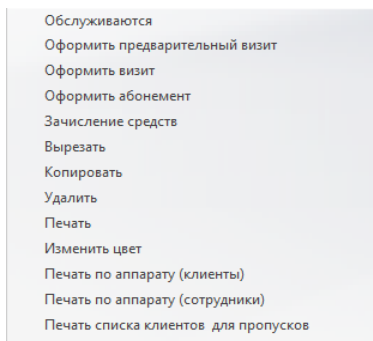 Обслуживаются
Оформить предварительный визит
Оформить визит
Оформить абонемент
Зачисление средств
Вырезать
Копировать
Удалить
Печать
Изменить цвет
Печать по аппарату (клиенты)
Печать по аппарату (сотрудники)
Печать списка клиентов  для пропусков